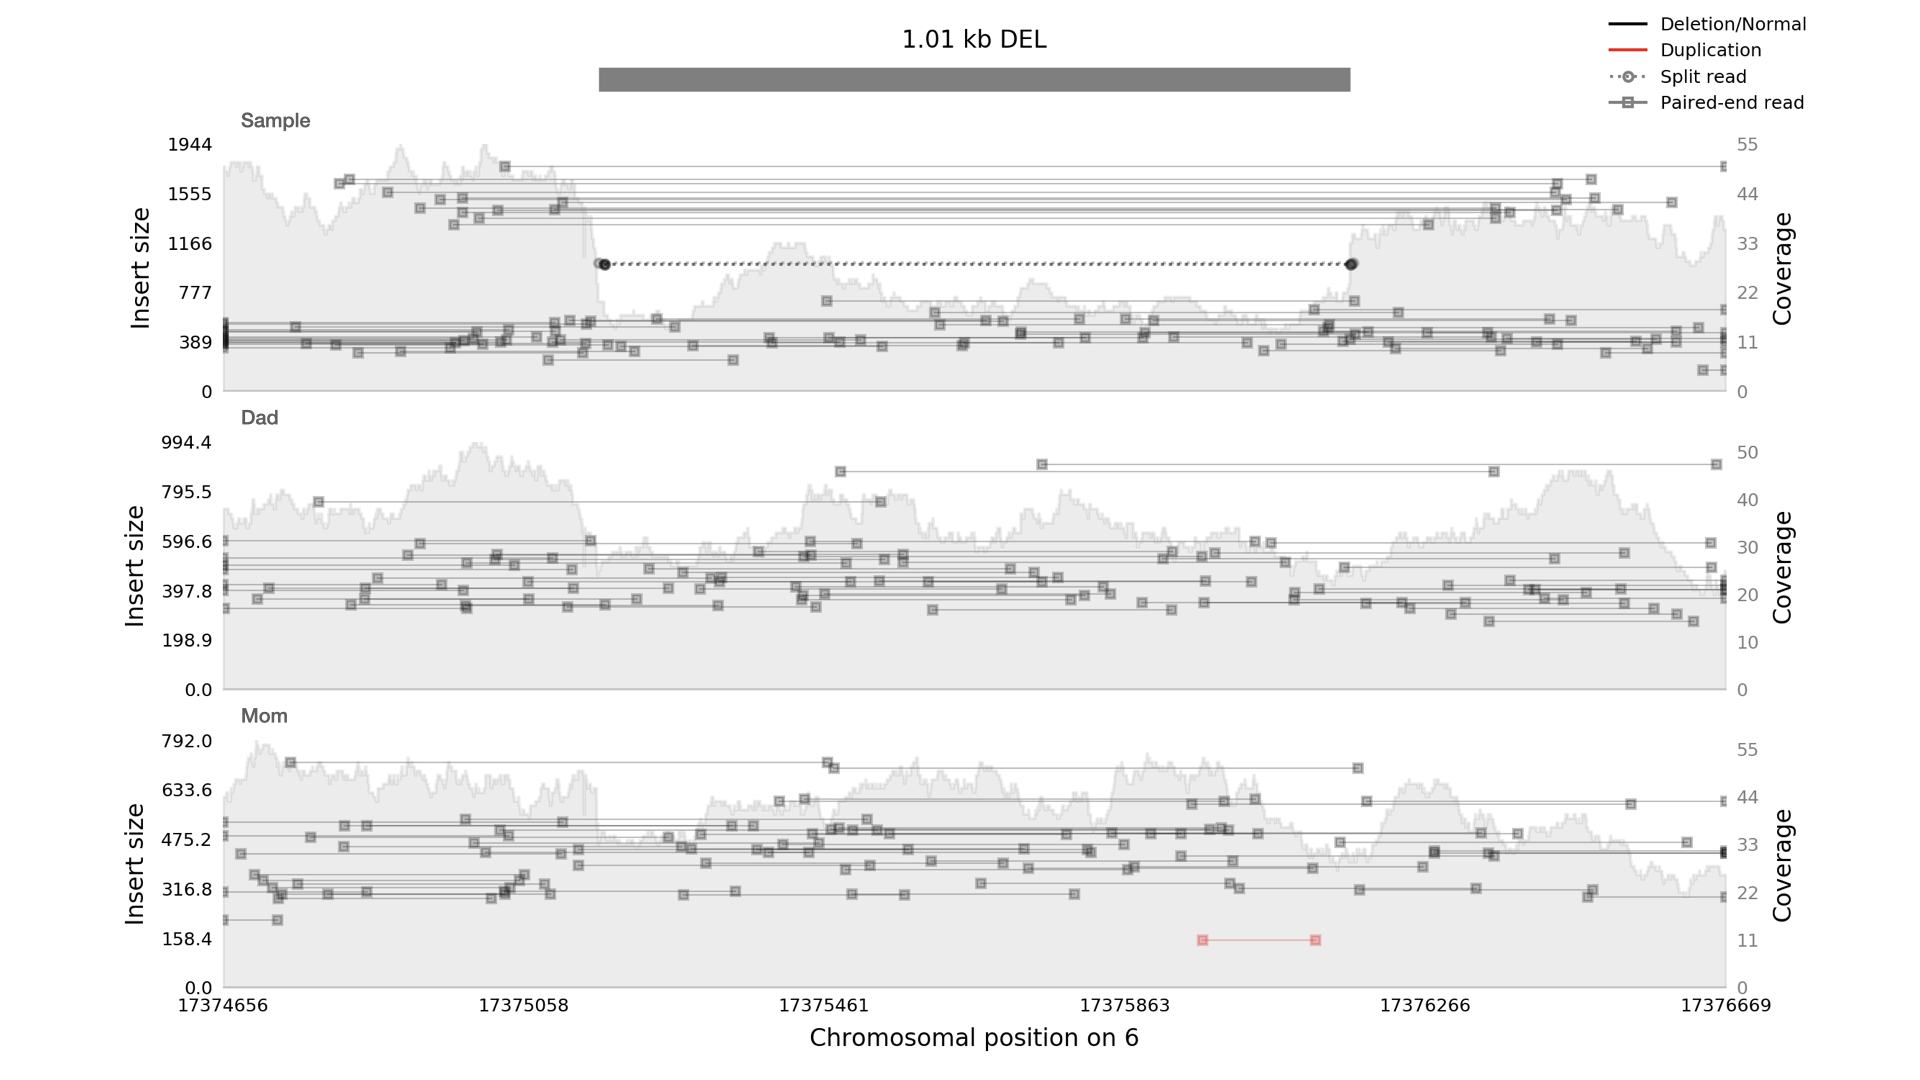 1.01 kb DEL
Deletion/Normal
Duplication
Split read
Paired-end read
Sample
1944
1555
1166
777
389
0
Insert size
55
44
33
22
11
0
Coverage
Dad
994.4
795.5
596.6
397.8
198.9
0.0
Insert size
50
40
30
20
10
0
Coverage
Mom
792.0
633.6
475.2
316.8
158.4
0.0
Insert size
55
44
33
22
11
0
Coverage
17374656 17375058 17375461 17375863 17376266 17376669
Chromosomal position on 6